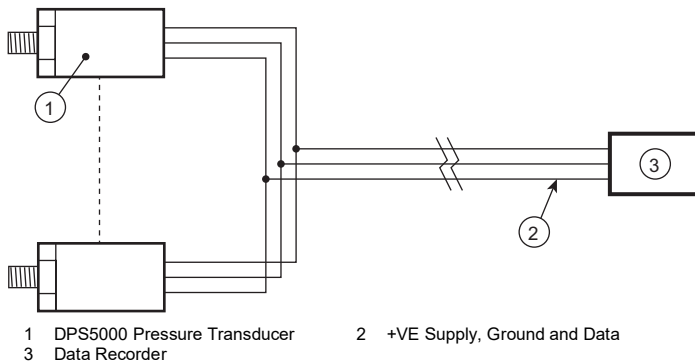 1
3
2
1 DPS5000 Pressure Transducer 2 +VE Supply, Ground and Data
3 Data Recorder